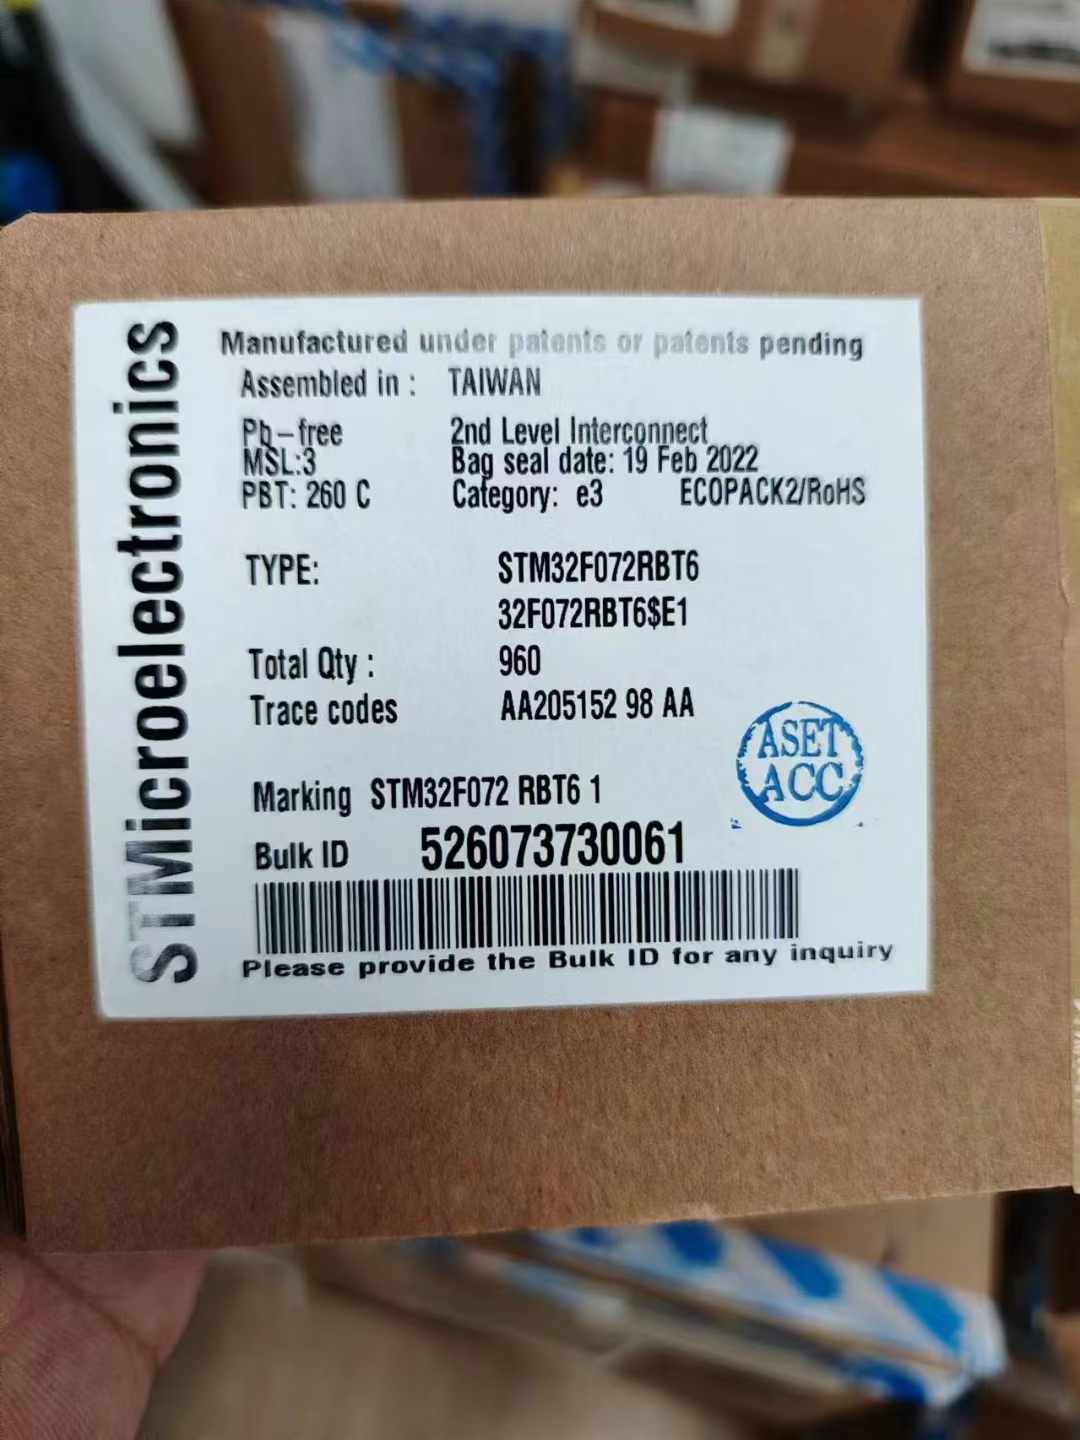 STMicroelectronics
Manufactured under patents or patents pending
Assembled in : TAIWAN
Pb-free 2nd Level Interconnect
MSL:3 Bag seal date: 19 Feb 2022
PBT: 260 C Category: e3 ECOPACK2/RoHS
TYPE: STM32F072RBT6
32F072RBT6$E1
Total Qty : 960
Trace codes AA205152 98 AA
ASET
ACC
Marking STM32F072 RBT6 1
Bulk ID 526073730061
Please provide the Bulk ID for any inquiry